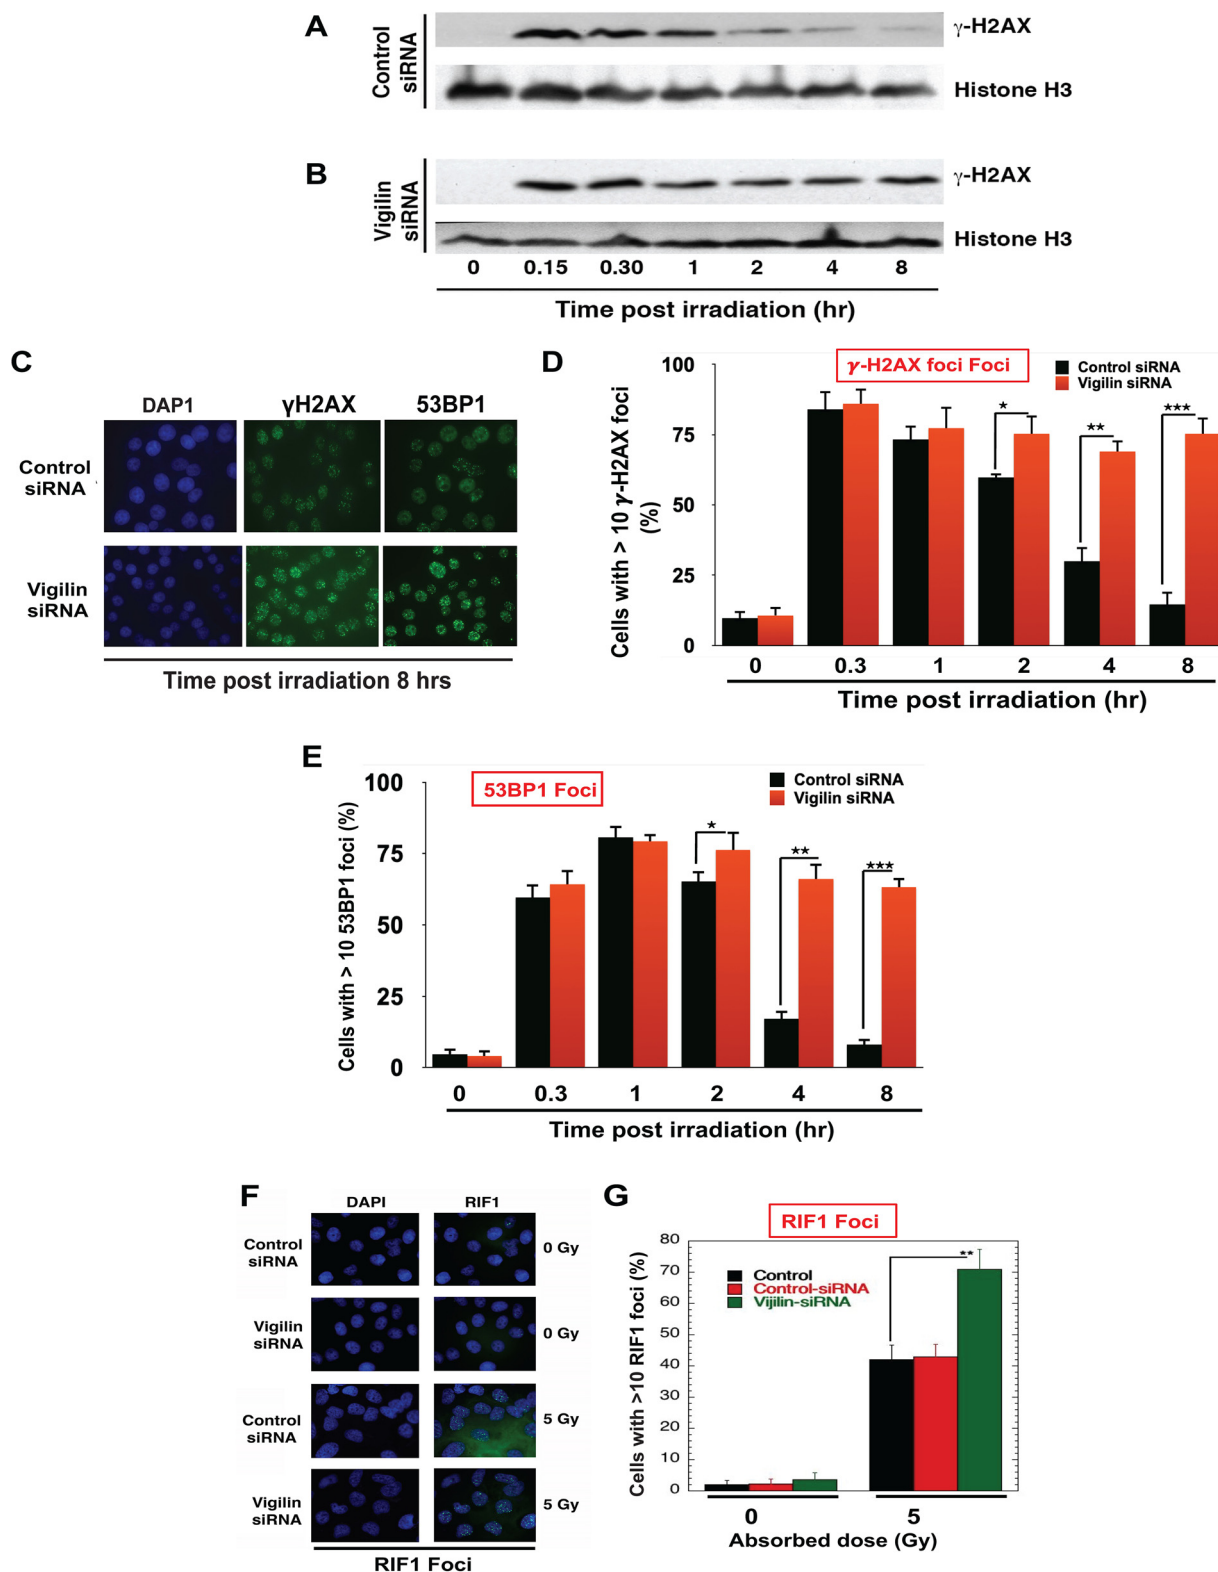 A
Control
siRNA
γ-H2AX
Histone H3
B
Vigilin
siRNA
γ-H2AX
Histone H3
0 0.15 0.30 1 2 4 8
Time post irradiation (hr)
C
DAP1 γH2AX 53BP1
Control
siRNA
Vigilin
siRNA
Time post irradiation 8 hrs
D
γ-H2AX foci Foci
Control siRNA
Vigilin siRNA
Cells with > 10 γ-H2AX foci
(%)
100
75
50
25
0
* ** ***
0 0.3 1 2 4 8
Time post irradiation (hr)
E
53BP1 Foci
Control siRNA
Vigilin siRNA
Cells with > 10 53BP1 foci (%)
100
75
50
25
0
* ** ***
0 0.3 1 2 4 8
Time post irradiation (hr)
F
DAPI RIF1
Control
siRNA
0 Gy
Vigilin
siRNA
0 Gy
Control
siRNA
5 Gy
Vigilin
siRNA
5 Gy
RIF1 Foci
G
RIF1 Foci
Cells with >10 RIF1 foci (%)
80
70
60
50
40
30
20
10
0
Control
Control-siRNA
Vijilin-siRNA
**
0 5
Absorbed dose (Gy)